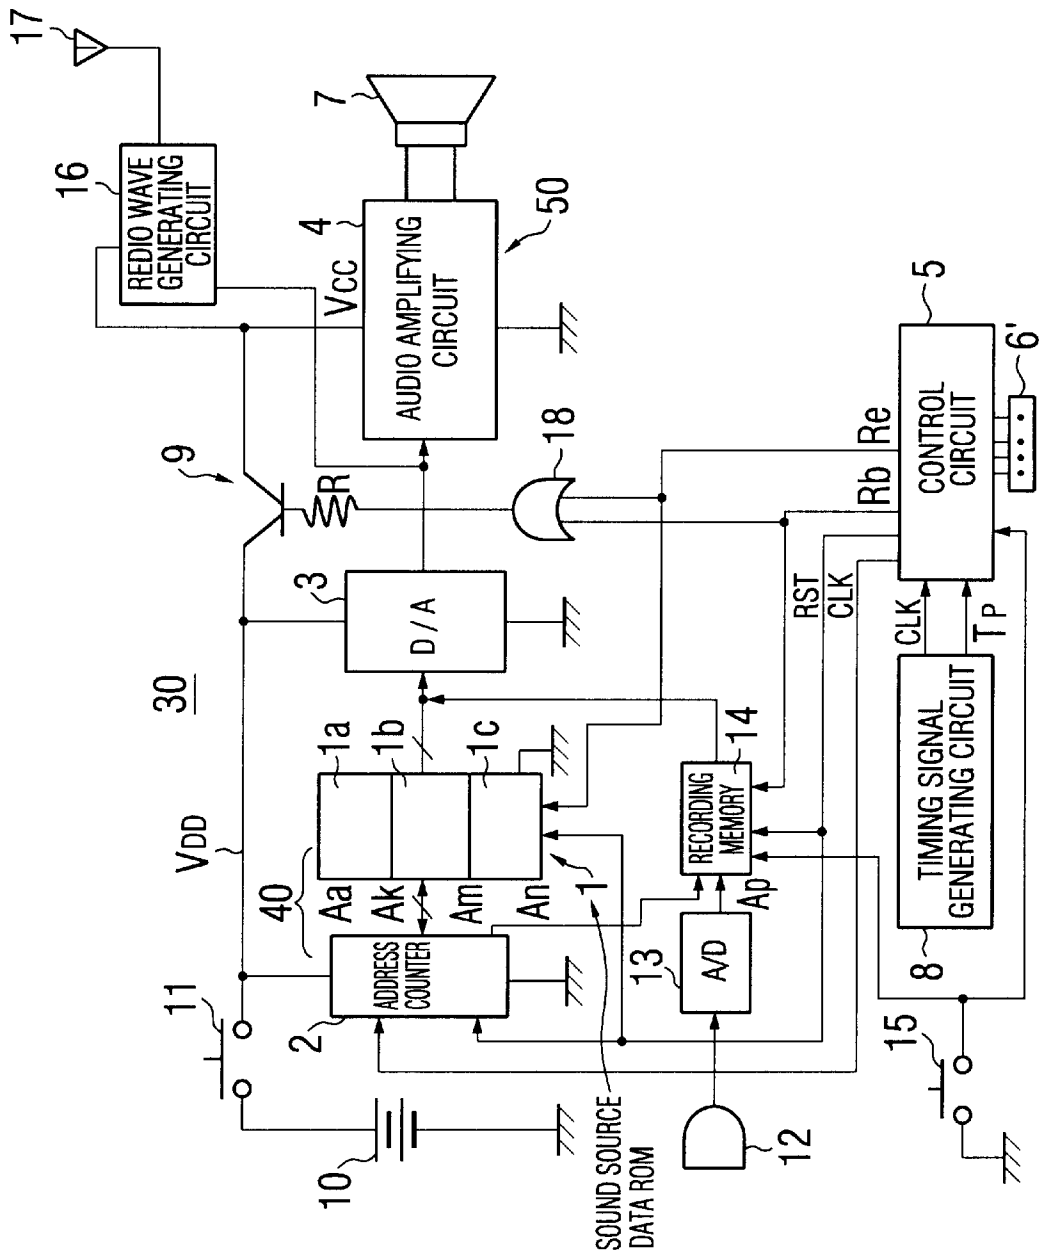 17
16
REDIO WAVE
GENERATING
CIRCUIT
7
4
VCC
AUDIO AMPLIFYING
CIRCUIT
50
9
R
18
Re
Rb
5
CONTROL
CIRCUIT
6'
30
3
D/A
RST
CLK
CLK
TP
VDD
40
1a
1b
1c
Aa
Ak
Am
An
1
14
RECORDING
MEMORY
Ap
TIMING SIGNAL
GENERATING CIRCUIT
8
11
2
ADDRESS
COUNTER
13
A/D
15
10
SOUND SOURCE
DATA ROM
12